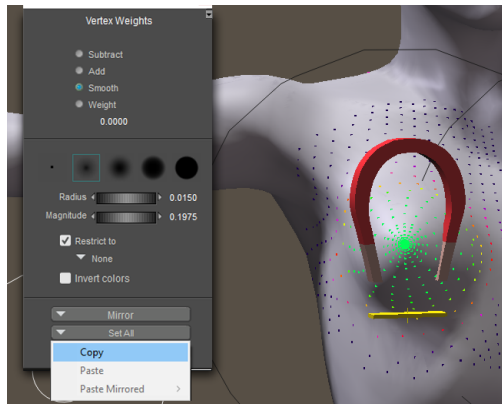 Vertex Weights
Subtract
Add
Smooth
Weight
0.0000
Radius 0.0150
Magnitude 0.1975
Restrict to
None
Invert colors
Mirror
Set All
Copy
Paste
Paste Mirrored